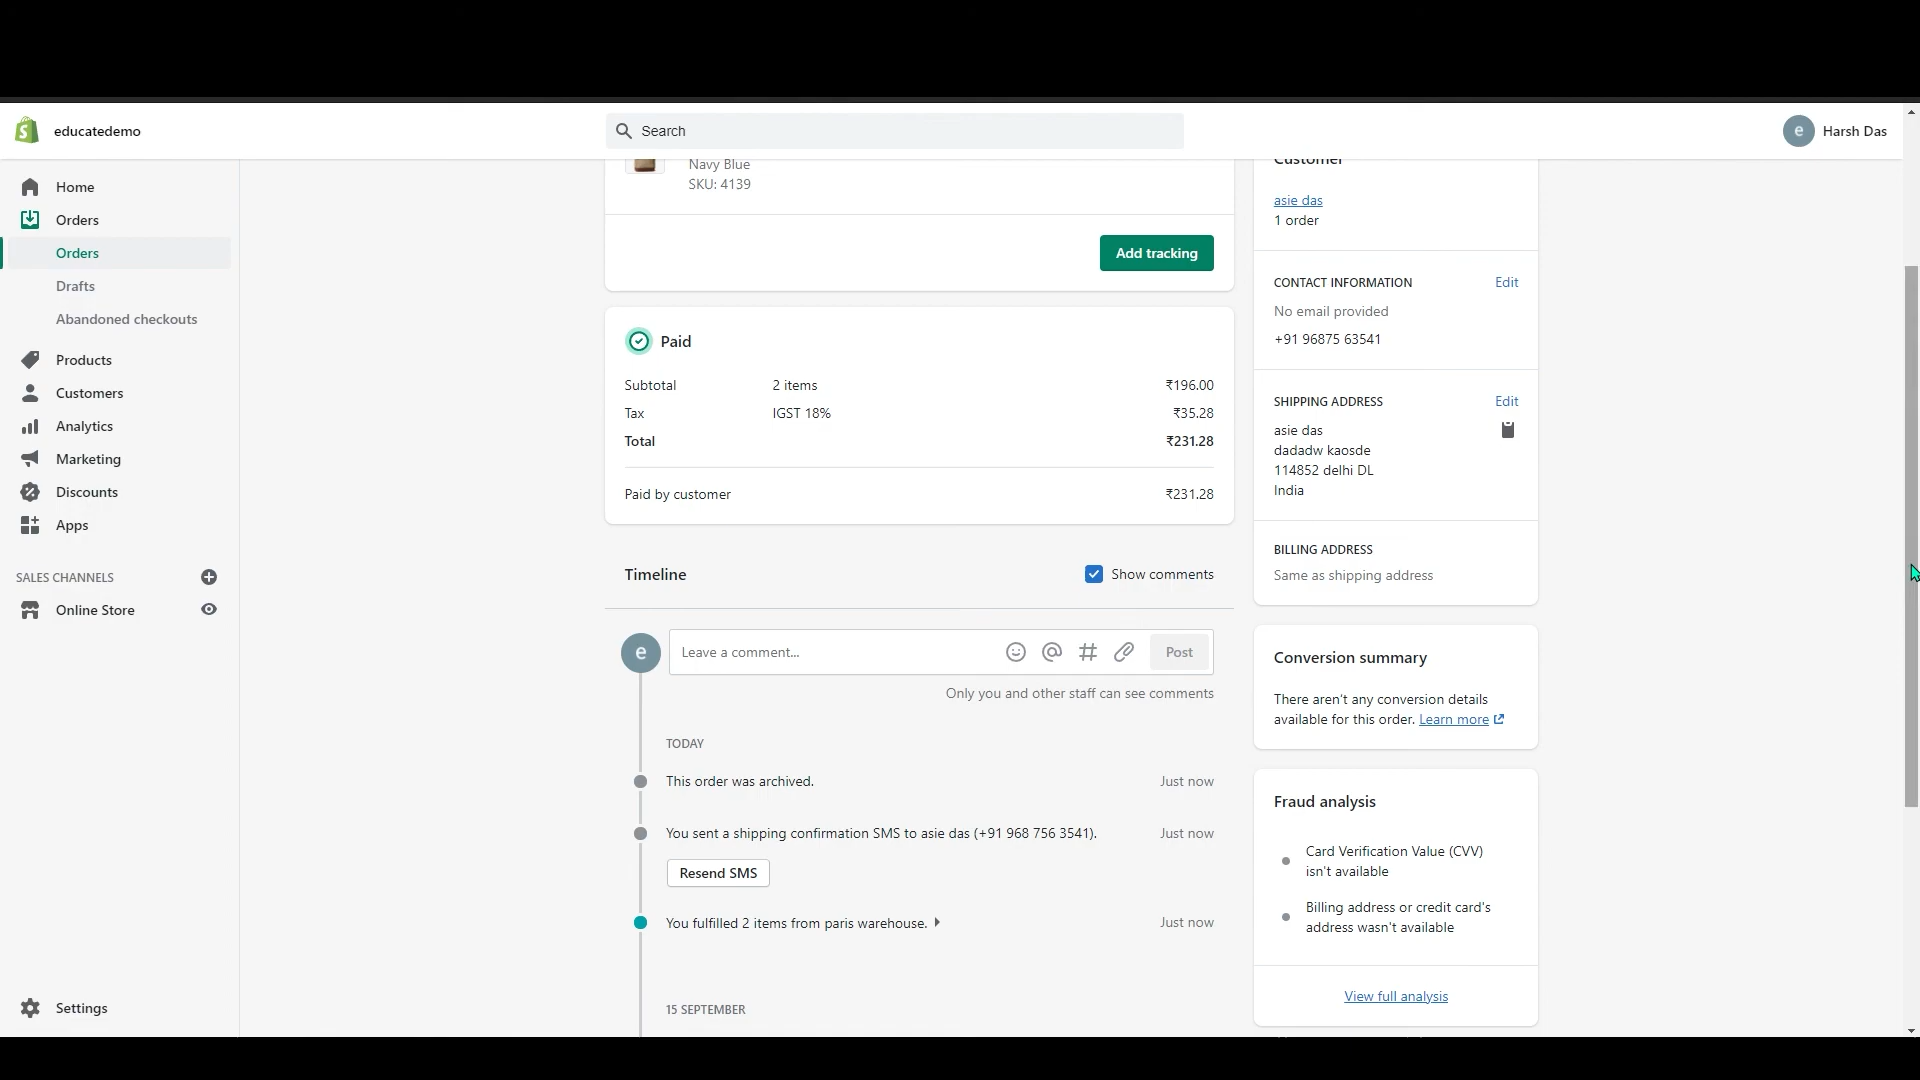 educatedemo
Search
e
Harsh Das
Home
Orders
Orders
Drafts
Abandoned checkouts
Products
Customers
Analytics
Marketing
Discounts
Apps
SALES CHANNELS
Online Store
Settings
Navy Blue
SKU: 4139
Add tracking
Paid
Subtotal 2 items ₹196.00
Tax IGST 18% ₹35.28
Total ₹231.28
Paid by customer ₹231.28
Timeline
Show comments
e
Leave a comment...
Post
Only you and other staff can see comments
TODAY
This order was archived. Just now
You sent a shipping confirmation SMS to asie das (+91 968 756 3541). Just now
Resend SMS
You fulfilled 2 items from paris warehouse. Just now
15 SEPTEMBER
Customer
asie das
1 order
CONTACT INFORMATION Edit
No email provided
+91 96875 63541
SHIPPING ADDRESS Edit
asie das
dadadw kaosde
114852 delhi DL
India
BILLING ADDRESS
Same as shipping address
Conversion summary
There aren't any conversion details
available for this order. Learn more
Fraud analysis
Card Verification Value (CVV)
isn't available
Billing address or credit card's
address wasn't available
View full analysis